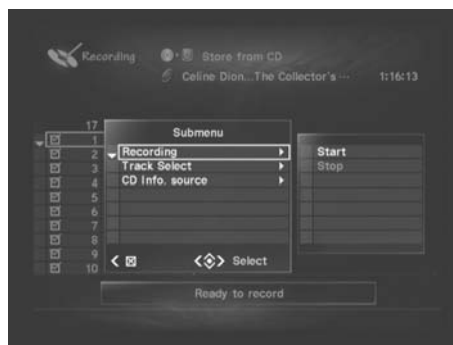 Recording
Store from CD
Celine Dion...The Collector's ··· 1:16:13
17
Submenu
1
Recording
Start
2
Track Select
Stop
3
CD Info. source
4
5
6
7
8
9
< Select
10
Ready to record